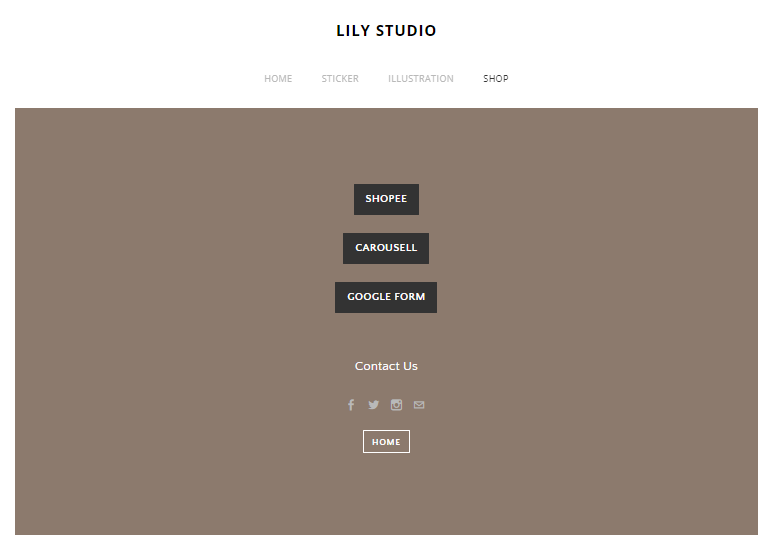 LILY STUDIO
HOME STICKER ILLUSTRATION SHOP
SHOPEE
CAROUSELL
GOOGLE FORM
Contact Us
HOME